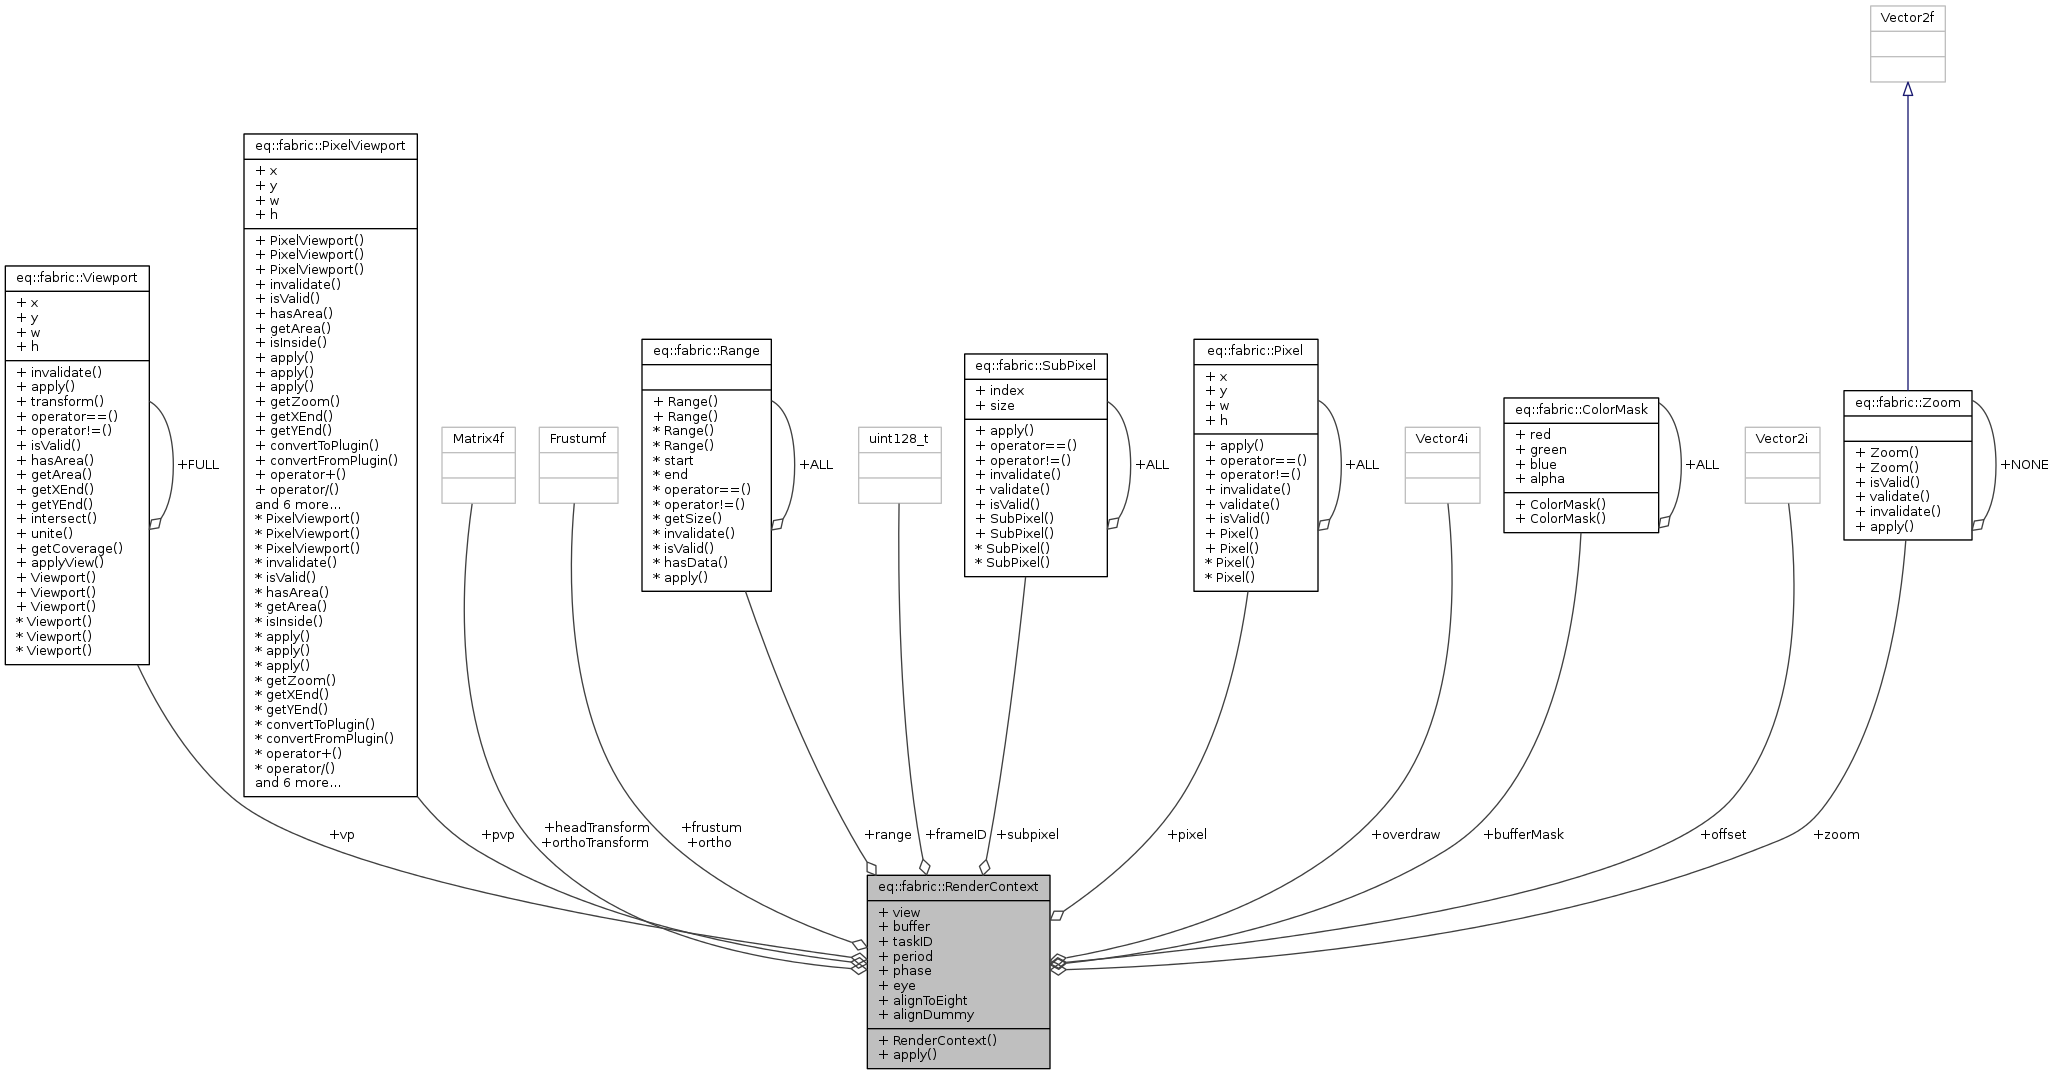 Vector2f
eq::fabric::PixelViewport
+ x
+ y
+ w
+ h
+ PixelViewport()
+ PixelViewport()
+ PixelViewport()
+ invalidate()
+ isValid()
+ hasArea()
+ getArea()
+ isInside()
+ apply()
+ apply()
+ apply()
+ getZoom()
+ getXEnd()
+ getYEnd()
+ convertToPlugin()
+ convertFromPlugin()
+ operator+()
+ operator/()
and 6 more...
* PixelViewport()
* PixelViewport()
* PixelViewport()
* invalidate()
* isValid()
* hasArea()
* getArea()
* isInside()
* apply()
* apply()
* apply()
* getZoom()
* getXEnd()
* getYEnd()
* convertToPlugin()
* convertFromPlugin()
* operator+()
* operator/()
and 6 more...
eq::fabric::Viewport
+ x
+ y
+ w
+ h
+ invalidate()
+ apply()
+ transform()
+ operator==()
+ operator!=()
+ isValid()
+ hasArea()
+ getArea()
+ getXEnd()
+ getYEnd()
+ intersect()
+ unite()
+ getCoverage()
+ applyView()
+ Viewport()
+ Viewport()
+ Viewport()
* Viewport()
* Viewport()
* Viewport()
+FULL
Matrix4f
Frustumf
eq::fabric::Range
+ Range()
+ Range()
* Range()
* Range()
* start
* end
* operator==()
* operator!=()
* getSize()
* invalidate()
* isValid()
* hasData()
* apply()
+ALL
uint128_t
eq::fabric::SubPixel
+ index
+ size
+ apply()
+ operator==()
+ operator!=()
+ invalidate()
+ validate()
+ isValid()
+ SubPixel()
+ SubPixel()
* SubPixel()
* SubPixel()
+ALL
eq::fabric::Pixel
+ x
+ y
+ w
+ h
+ apply()
+ operator==()
+ operator!=()
+ invalidate()
+ validate()
+ isValid()
+ Pixel()
+ Pixel()
* Pixel()
* Pixel()
+ALL
Vector4i
eq::fabric::ColorMask
+ red
+ green
+ blue
+ alpha
+ ColorMask()
+ ColorMask()
+ALL
Vector2i
eq::fabric::Zoom
+ Zoom()
+ Zoom()
+ isValid()
+ validate()
+ invalidate()
+ apply()
+NONE
+vp
+pvp
+headTransform
+orthoTransform
+frustum
+ortho
+range
+frameID
+subpixel
+pixel
+overdraw
+bufferMask
+offset
+zoom
eq::fabric::RenderContext
+ view
+ buffer
+ taskID
+ period
+ phase
+ eye
+ alignToEight
+ alignDummy
+ RenderContext()
+ apply()